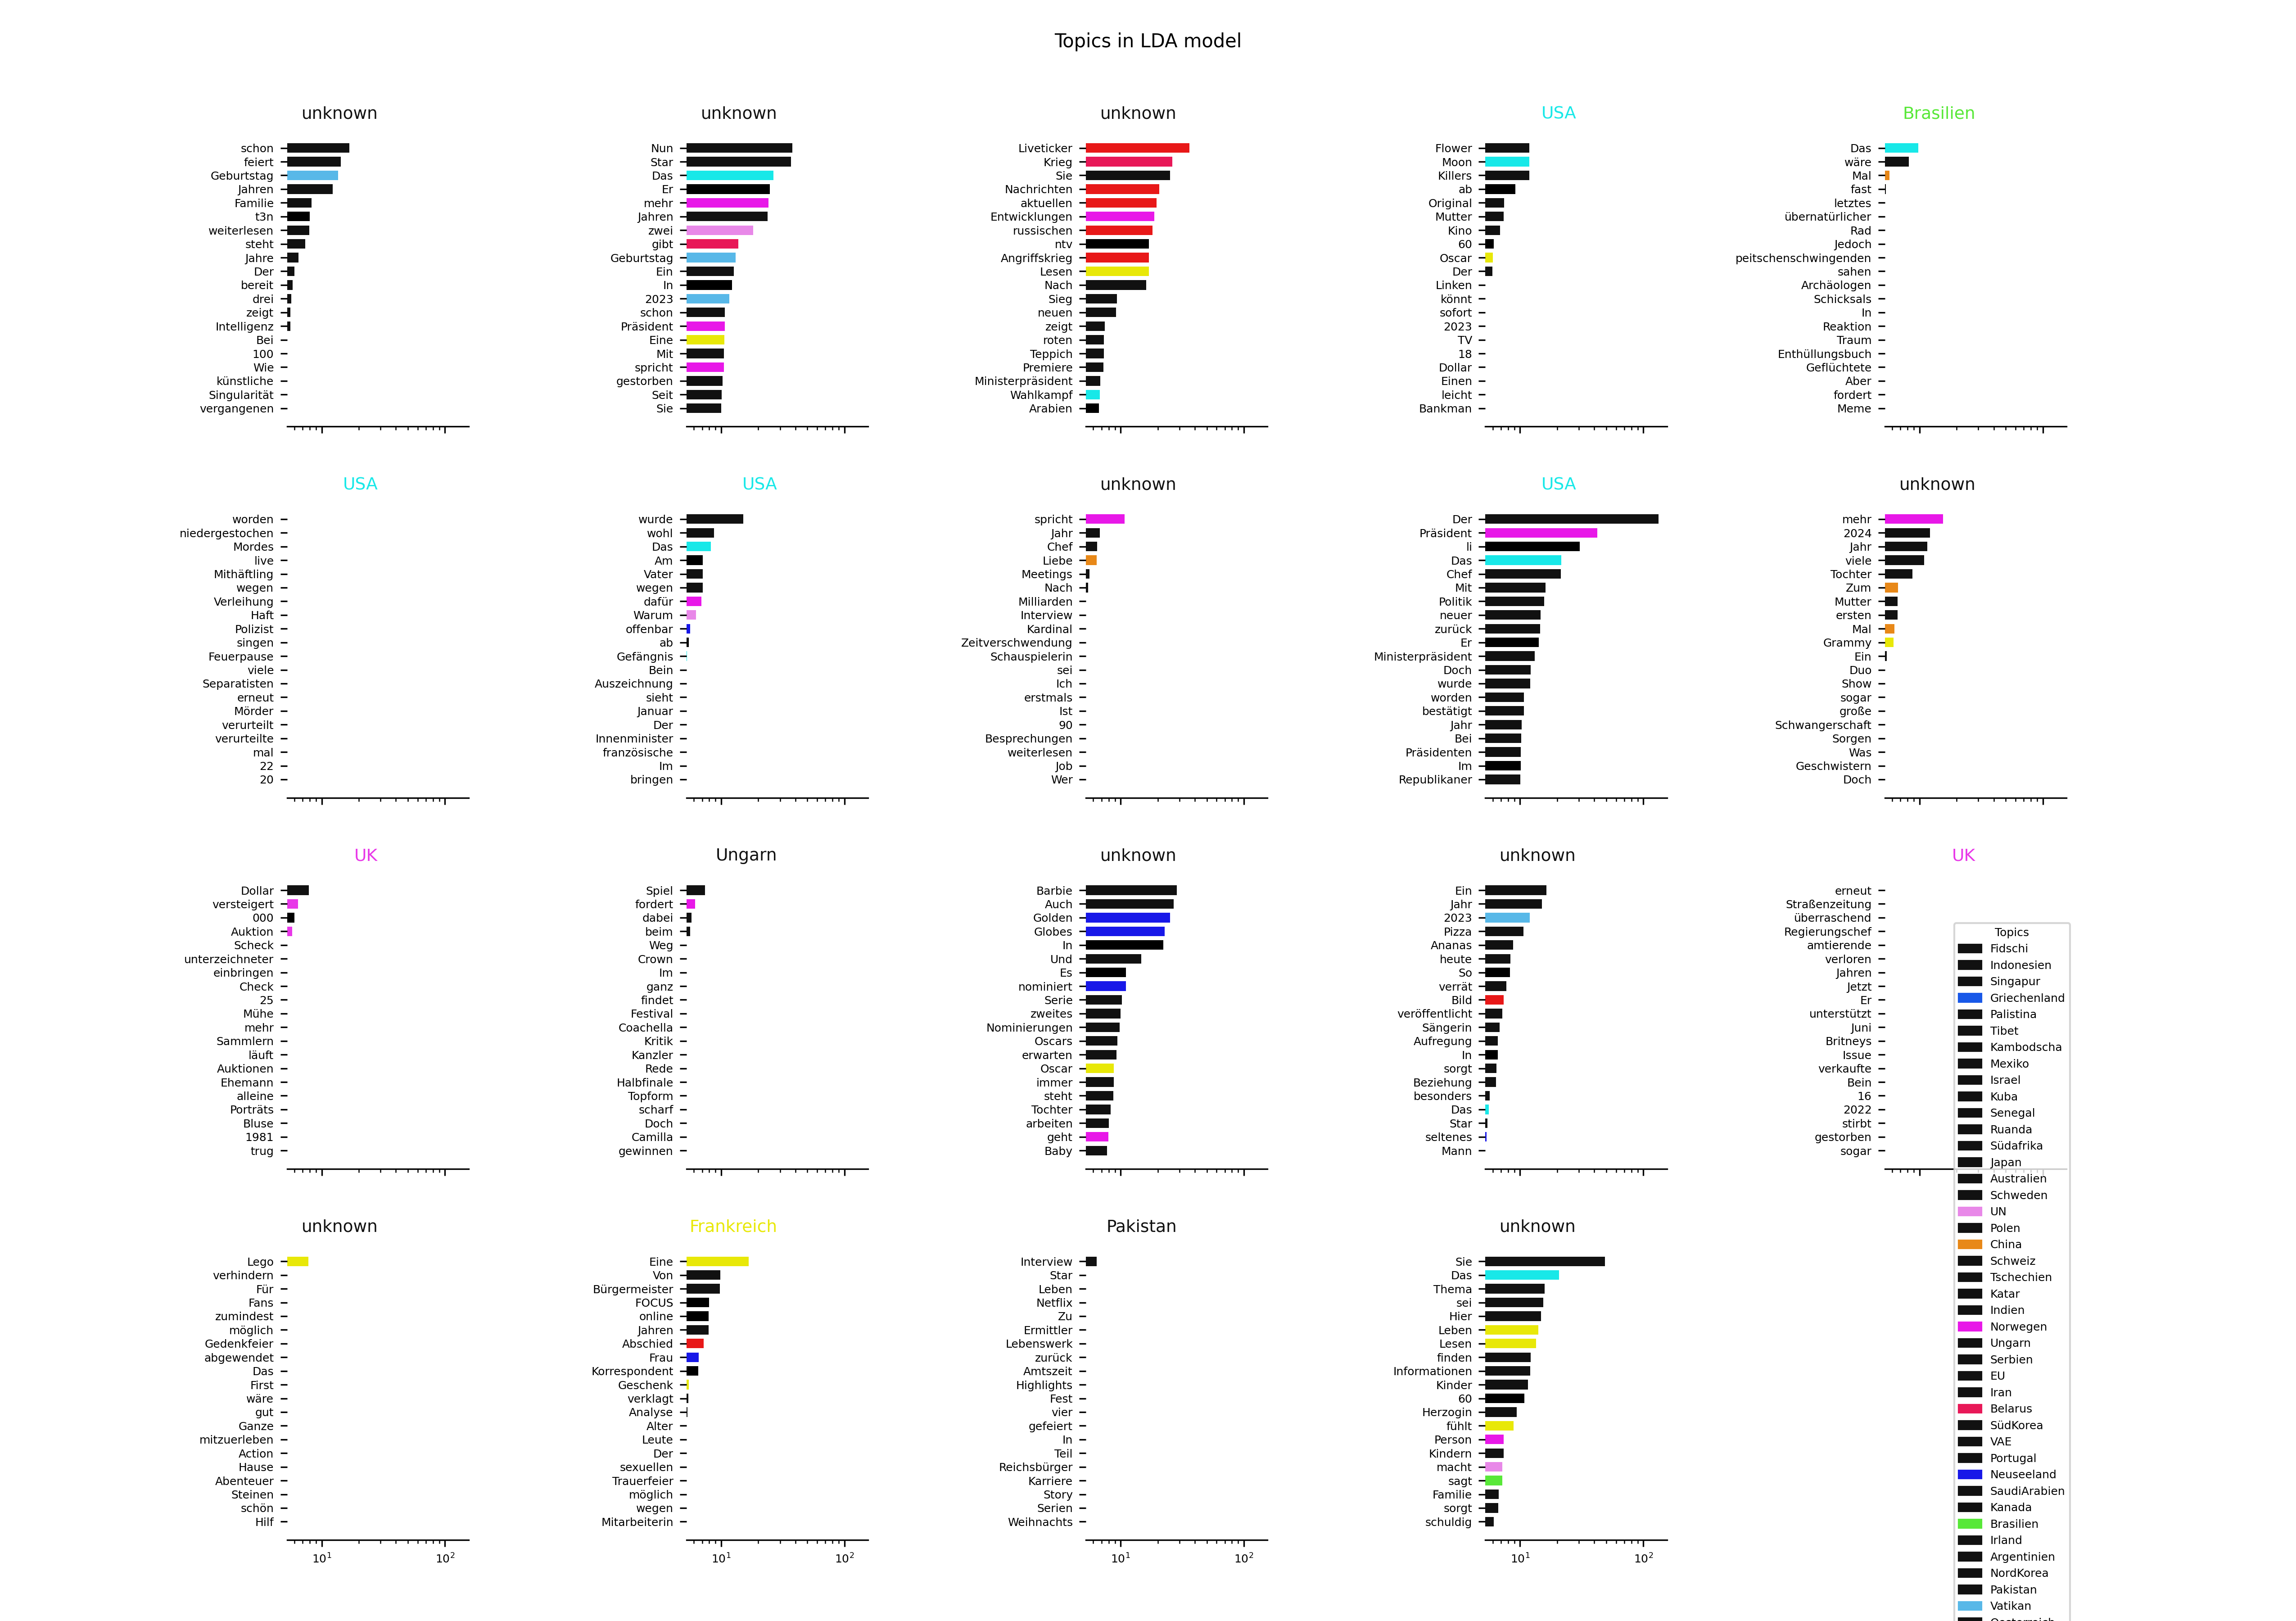 Topics in LDA model
unknown
schon
feiert
Geburtstag
Jahren
Familie
t3n
weiterlesen
steht
Jahre
Der
bereit
drei
zeigt
Intelligenz
Bei
100
Wie
künstliche
Singularität
vergangenen
unknown
Nun
Star
Das
Er
mehr
Jahren
zwei
gibt
Geburtstag
Ein
In
2023
schon
Präsident
Eine
Mit
spricht
gestorben
Seit
Sie
unknown
Liveticker
Krieg
Sie
Nachrichten
aktuellen
Entwicklungen
russischen
ntv
Angriffskrieg
Lesen
Nach
Sieg
neuen
zeigt
roten
Teppich
Premiere
Ministerpräsident
Wahlkampf
Arabien
USA
Flower
Moon
Killers
ab
Original
Mutter
Kino
60
Oscar
Der
Linken
könnt
sofort
2023
TV
18
Dollar
Einen
leicht
Bankman
Brasilien
Das
wäre
Mal
fast
letztes
übernatürlicher
Rad
Jedoch
peitschenschwingenden
sahen
Archäologen
Schicksals
In
Reaktion
Traum
Enthüllungsbuch
Geflüchtete
Aber
fordert
Meme
USA
worden
niedergestochen
Mordes
live
Mithäftling
wegen
Verleihung
Haft
Polizist
singen
Feuerpause
viele
Separatisten
erneut
Mörder
verurteilt
verurteilte
mal
22
20
USA
wurde
wohl
Das
Am
Vater
wegen
dafür
Warum
offenbar
ab
Gefängnis
Bein
Auszeichnung
sieht
Januar
Der
Innenminister
französische
Im
bringen
unknown
spricht
Jahr
Chef
Liebe
Meetings
Nach
Milliarden
Interview
Kardinal
Zeitverschwendung
Schauspielerin
sei
Ich
erstmals
Ist
90
Besprechungen
weiterlesen
Job
Wer
USA
Der
Präsident
li
Das
Chef
Mit
Politik
neuer
zurück
Er
Ministerpräsident
Doch
wurde
worden
bestätigt
Jahr
Bei
Präsidenten
Im
Republikaner
unknown
mehr
2024
Jahr
viele
Tochter
Zum
Mutter
ersten
Mal
Grammy
Ein
Duo
Show
sogar
große
Schwangerschaft
Sorgen
Was
Geschwistern
Doch
UK
Dollar
versteigert
000
Auktion
Scheck
unterzeichneter
einbringen
Check
25
Mühe
mehr
Sammlern
läuft
Auktionen
Ehemann
alleine
Porträts
Bluse
1981
trug
Ungarn
Spiel
fordert
dabei
beim
Weg
Crown
Im
ganz
findet
Festival
Coachella
Kritik
Kanzler
Rede
Halbfinale
Topform
scharf
Doch
Camilla
gewinnen
unknown
Barbie
Auch
Golden
Globes
In
Und
Es
nominiert
Serie
zweites
Nominierungen
Oscars
erwarten
Oscar
immer
steht
Tochter
arbeiten
geht
Baby
unknown
Ein
Jahr
2023
Pizza
Ananas
heute
So
verrät
Bild
veröffentlicht
Sängerin
Aufregung
In
sorgt
Beziehung
besonders
Das
Star
seltenes
Mann
UK
erneut
Straßenzeitung
überraschend
Regierungschef
amtierende
verloren
Jahren
Jetzt
Er
unterstützt
Juni
Britneys
Issue
verkaufte
Bein
16
2022
stirbt
gestorben
sogar
unknown
Lego
verhindern
Für
Fans
zumindest
möglich
Gedenkfeier
abgewendet
Das
First
wäre
gut
Ganze
mitzuerleben
Action
Hause
Abenteuer
Steinen
schön
Hilf
10^1 10^2
Frankreich
Eine
Von
Bürgermeister
FOCUS
online
Jahren
Abschied
Frau
Korrespondent
Geschenk
verklagt
Analyse
Alter
Leute
Der
sexuellen
Trauerfeier
möglich
wegen
Mitarbeiterin
10^1 10^2
Pakistan
Interview
Star
Leben
Netflix
Zu
Ermittler
Lebenswerk
zurück
Amtszeit
Highlights
Fest
vier
gefeiert
In
Teil
Reichsbürger
Karriere
Story
Serien
Weihnachts
10^1 10^2
unknown
Sie
Das
Thema
sei
Hier
Leben
Lesen
finden
Informationen
Kinder
60
Herzogin
fühlt
Person
Kindern
macht
sagt
Familie
sorgt
schuldig
10^1 10^2
Topics
Fidschi
Indonesien
Singapur
Griechenland
Palistina
Tibet
Kambodscha
Mexiko
Israel
Kuba
Senegal
Ruanda
Südafrika
Japan
Australien
Schweden
UN
Polen
China
Schweiz
Tschechien
Katar
Indien
Norwegen
Ungarn
Serbien
EU
Iran
Belarus
SüdKorea
VAE
Portugal
Neuseeland
SaudiArabien
Kanada
Brasilien
Irland
Argentinien
NordKorea
Pakistan
Vatikan